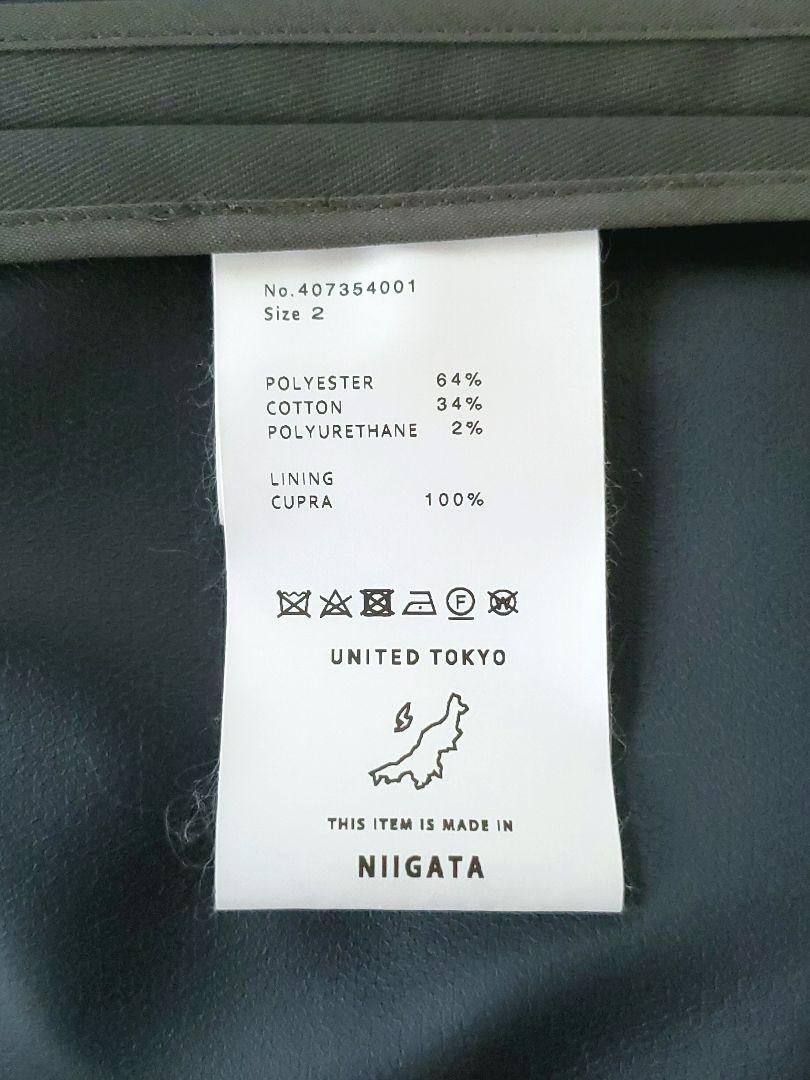 No.407354001
Size 2
POLYESTER 64%
COTTON 34%
POLYURETHANE 2%
LINING
CUPRA 100%
F W
UNITED TOKYO
THIS ITEM IS MADE IN
NIIGATA